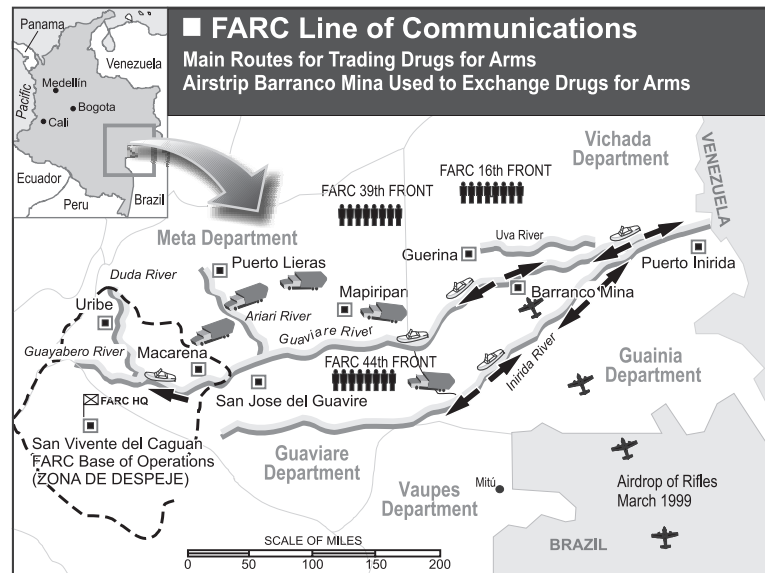 ■ FARC Line of Communications
Main Routes for Trading Drugs for Arms
Airstrip Barranco Mina Used to Exchange Drugs for Arms
Panama
Venezuela
Pacific
Medellín
Bogota
Cali
Ecuador
Peru
Brazil
Vichada
Department
VENEZUELA
FARC 16th FRONT
FARC 39th FRONT
Meta Department
Uva River
Guerina
Puerto Inirida
Duda River
Puerto Lieras
Mapiripan
Barranco Mina
Uribe
Ariari River
Guaviare River
Guayabero River
Macarena
FARC 44th FRONT
Inirida River
Guainia
Department
San Jose del Guavire
FARC HQ
San Vivente del Caguan
FARC Base of Operations
(ZONA DE DESPEJE)
Guaviare
Department
Vaupes
Department
Mitú
Airdrop of Rifles
March 1999
BRAZIL
SCALE OF MILES
0 50 100 150 200